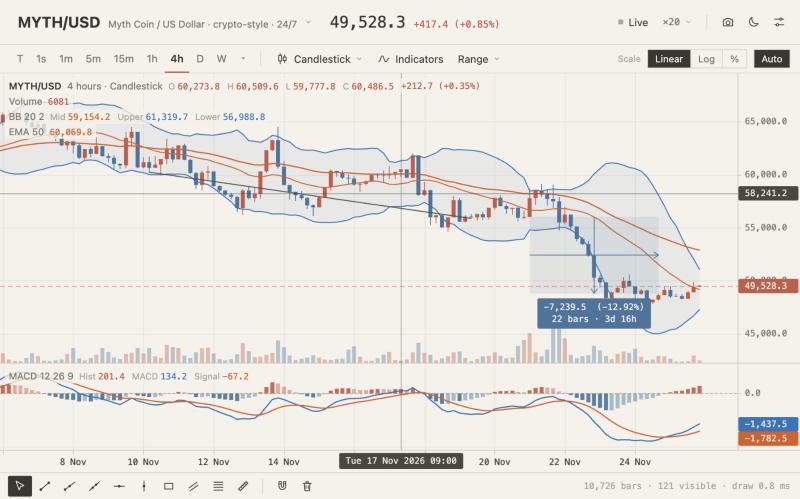 MYTH/USD Myth Coin / US Dollar · crypto-style · 24/7 49,528.3 +417.4 (+0.85%) Live ×20
T 1s 1m 5m 15m 1h 4h D W Candlestick Indicators Range Scale Linear Log % Auto
MYTH/USD 4 hours · Candlestick O 60,273.8 H 60,509.6 L 59,777.8 C 60,486.5 +212.7 (+0.35%)
Volume 6081
BB 20 2 Mid 59,154.2 Upper 61,319.7 Lower 56,988.8
EMA 50 60,069.8
65,000.0
60,000.0
58,241.2
55,000.0
49,528.3
−7,239.5 (−12.92%)
22 bars · 3d 16h
45,000.0
MACD 12 26 9 Hist 201.4 MACD 134.2 Signal −67.2
0.0
−1,437.5
−1,782.5
8 Nov 10 Nov 12 Nov 14 Nov Tue 17 Nov 2026 09:00 20 Nov 22 Nov 24 Nov
10,726 bars · 121 visible · draw 0.8 ms